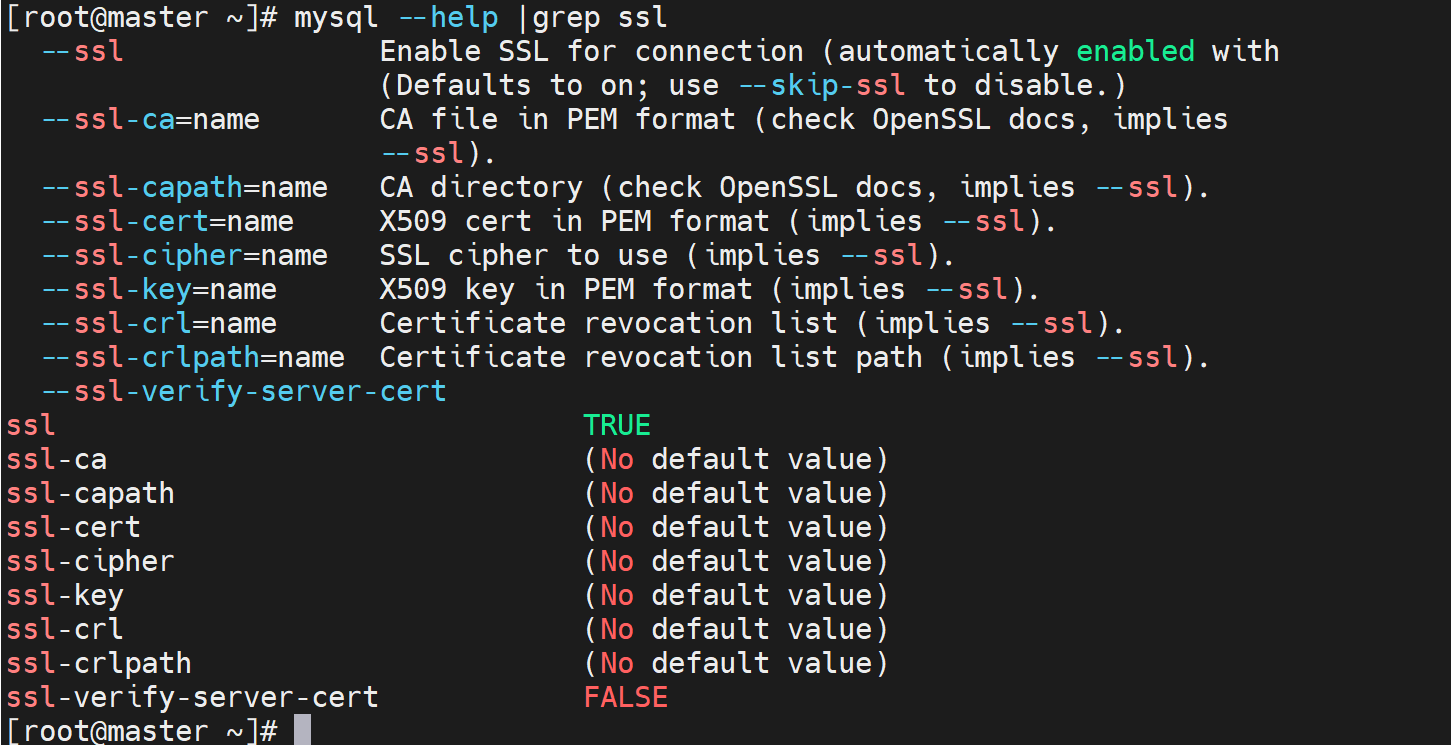 [root@master ~]# mysql --help |grep ssl
  --ssl               Enable SSL for connection (automatically enabled with
                      (Defaults to on; use --skip-ssl to disable.)
  --ssl-ca=name       CA file in PEM format (check OpenSSL docs, implies
                      --ssl).
  --ssl-capath=name   CA directory (check OpenSSL docs, implies --ssl).
  --ssl-cert=name     X509 cert in PEM format (implies --ssl).
  --ssl-cipher=name   SSL cipher to use (implies --ssl).
  --ssl-key=name      X509 key in PEM format (implies --ssl).
  --ssl-crl=name      Certificate revocation list (implies --ssl).
  --ssl-crlpath=name  Certificate revocation list path (implies --ssl).
  --ssl-verify-server-cert
ssl                               TRUE
ssl-ca                            (No default value)
ssl-capath                        (No default value)
ssl-cert                          (No default value)
ssl-cipher                        (No default value)
ssl-key                           (No default value)
ssl-crl                           (No default value)
ssl-crlpath                       (No default value)
ssl-verify-server-cert            FALSE
[root@master ~]#